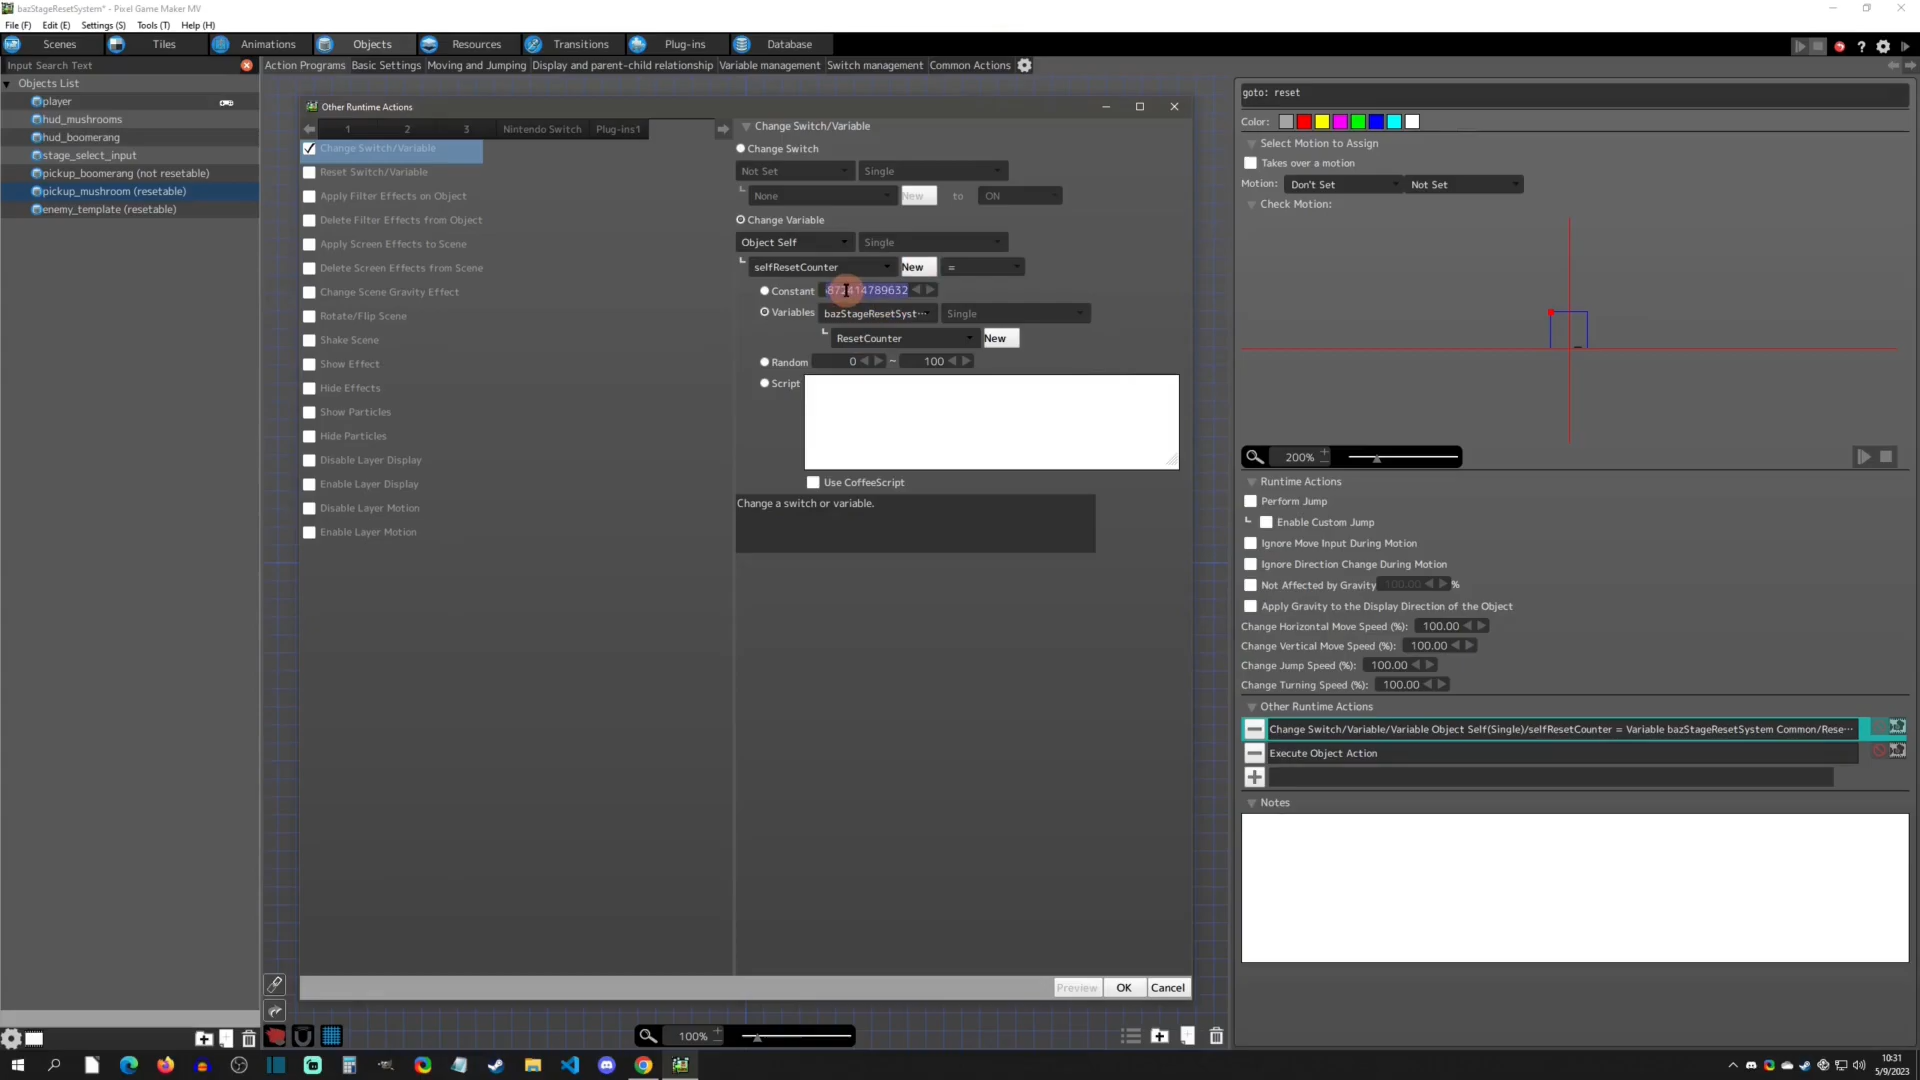 bazStageResetSystem* - Pixel Game Maker MV
File (F) Edit (E) Settings (S) Tools (T) Help (H)
Scenes Tiles Animations Objects Resources Transitions Plug-ins Database
Input Search Text
Action Programs Basic Settings Moving and Jumping Display and parent-child relationship Variable management Switch management Common Actions
Objects List
player
hud_mushrooms
hud_boomerang
stage_select_input
pickup_boomerang (not resetable)
pickup_mushroom (resetable)
enemy_template (resetable)
Other Runtime Actions
1 2 3 Nintendo Switch Plug-ins1
Change Switch/Variable
Reset Switch/Variable
Apply Filter Effects on Object
Delete Filter Effects from Object
Apply Screen Effects to Scene
Delete Screen Effects from Scene
Change Scene Gravity Effect
Rotate/Flip Scene
Shake Scene
Show Effect
Hide Effects
Show Particles
Hide Particles
Disable Layer Display
Enable Layer Display
Disable Layer Motion
Enable Layer Motion
Change Switch/Variable
Change Switch
Not Set Single
None New to ON
Change Variable
Object Self Single
selfResetCounter New =
Constant
Variables bazStageResetSyst··· Single
ResetCounter New
Random 0 ~ 100
Script
Use CoffeeScript
Change a switch or variable.
Preview OK Cancel
100%
goto: reset
Color:
Select Motion to Assign
Takes over a motion
Motion: Don't Set Not Set
Check Motion:
200%
Runtime Actions
Perform Jump
Enable Custom Jump
Ignore Move Input During Motion
Ignore Direction Change During Motion
Not Affected by Gravity 100.00 %
Apply Gravity to the Display Direction of the Object
Change Horizontal Move Speed (%): 100.00
Change Vertical Move Speed (%): 100.00
Change Jump Speed (%): 100.00
Change Turning Speed (%): 100.00
Other Runtime Actions
Change Switch/Variable/Variable Object Self(Single)/selfResetCounter = Variable bazStageResetSystem Common/Rese···
Execute Object Action
Notes
10:31
5/9/2023